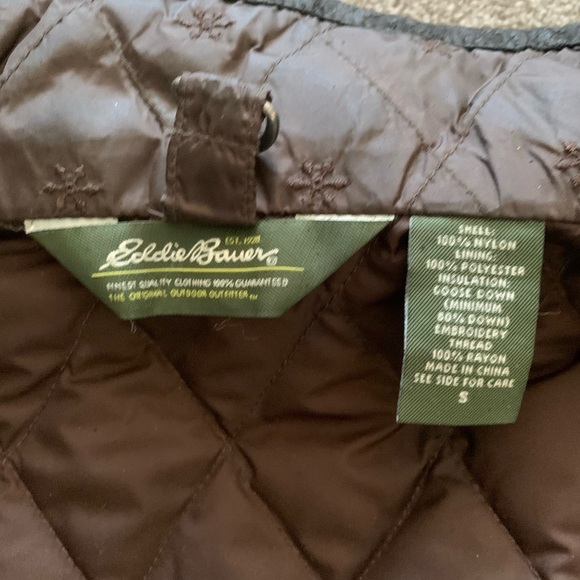 EST. 1920
Eddie Bauer®
FINEST QUALITY CLOTHING 100% GUARANTEED
THE ORIGINAL OUTDOOR OUTFITTER™
SHELL:
100% NYLON
LINING:
100% POLYESTER
INSULATION:
GOOSE DOWN
(MINIMUM
80% DOWN)
EMBROIDERY
THREAD
100% RAYON
MADE IN CHINA
SEE SIDE FOR CARE
S